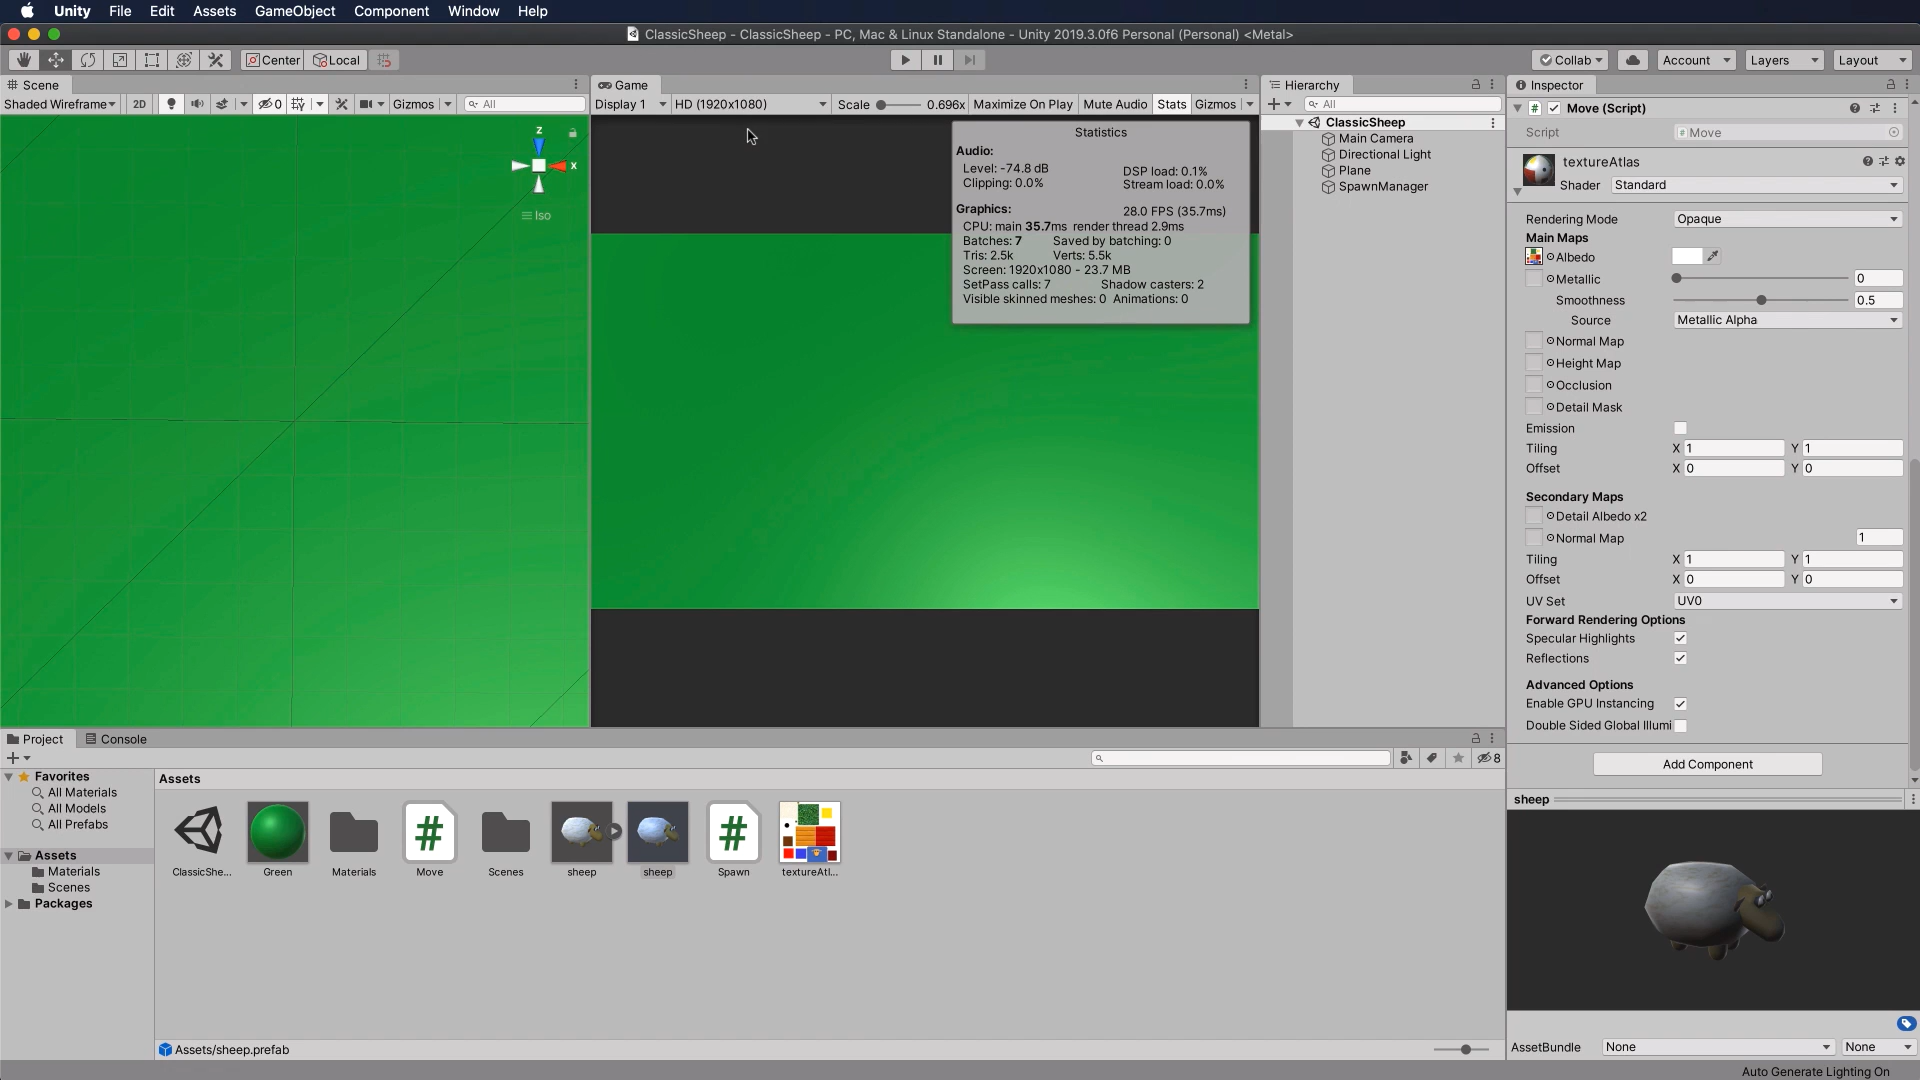 Unity File Edit Assets GameObject Component Window Help
ClassicSheep - ClassicSheep - PC, Mac & Linux Standalone - Unity 2019.3.0f6 Personal (Personal) <Metal>
Center Local Collab Account Layers Layout
Scene
Shaded Wireframe 2D 0 Gizmos All
z
x
Iso
Game
Display 1 HD (1920x1080) Scale 0.696x Maximize On Play Mute Audio Stats Gizmos
Statistics
Audio:
Level: -74.8 dB DSP load: 0.1%
Clipping: 0.0% Stream load: 0.0%
Graphics: 28.0 FPS (35.7ms)
CPU: main 35.7ms render thread 2.9ms
Batches: 7 Saved by batching: 0
Tris: 2.5k Verts: 5.5k
Screen: 1920x1080 - 23.7 MB
SetPass calls: 7 Shadow casters: 2
Visible skinned meshes: 0 Animations: 0
Hierarchy
All
ClassicSheep
Main Camera
Directional Light
Plane
SpawnManager
Inspector
# Move (Script)
Script # Move
textureAtlas
Shader Standard
Rendering Mode Opaque
Main Maps
Albedo
Metallic 0
Smoothness 0.5
Source Metallic Alpha
Normal Map
Height Map
Occlusion
Detail Mask
Emission
Tiling X 1 Y 1
Offset X 0 Y 0
Secondary Maps
Detail Albedo x2
Normal Map 1
Tiling X 1 Y 1
Offset X 0 Y 0
UV Set UV0
Forward Rendering Options
Specular Highlights
Reflections
Advanced Options
Enable GPU Instancing
Double Sided Global Illumi
Add Component
sheep
AssetBundle None None
Project Console
8
Favorites
All Materials
All Models
All Prefabs
Assets
Materials
Scenes
Packages
Assets
# #
ClassicShe... Green Materials Move Scenes sheep sheep Spawn textureAtl...
Assets/sheep.prefab
Auto Generate Lighting On